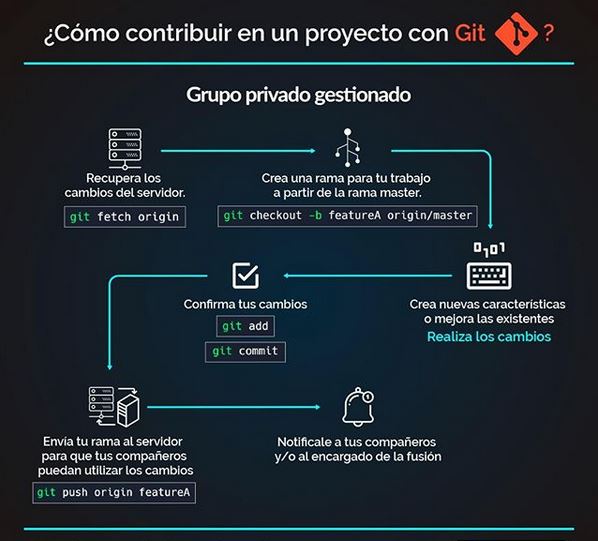 ¿Cómo contribuir en un proyecto con Git ?
Grupo privado gestionado
Recupera los
cambios del servidor.
git fetch origin
Crea una rama para tu trabajo
a partir de la rama master.
git checkout -b featureA origin/master
0101
Crea nuevas características
o mejora las existentes
Realiza los cambios
Confirma tus cambios
git add
git commit
Envía tu rama al servidor
para que tus compañeros
puedan utilizar los cambios
git push origin featureA
Notificale a tus compañeros
y/o al encargado de la fusión